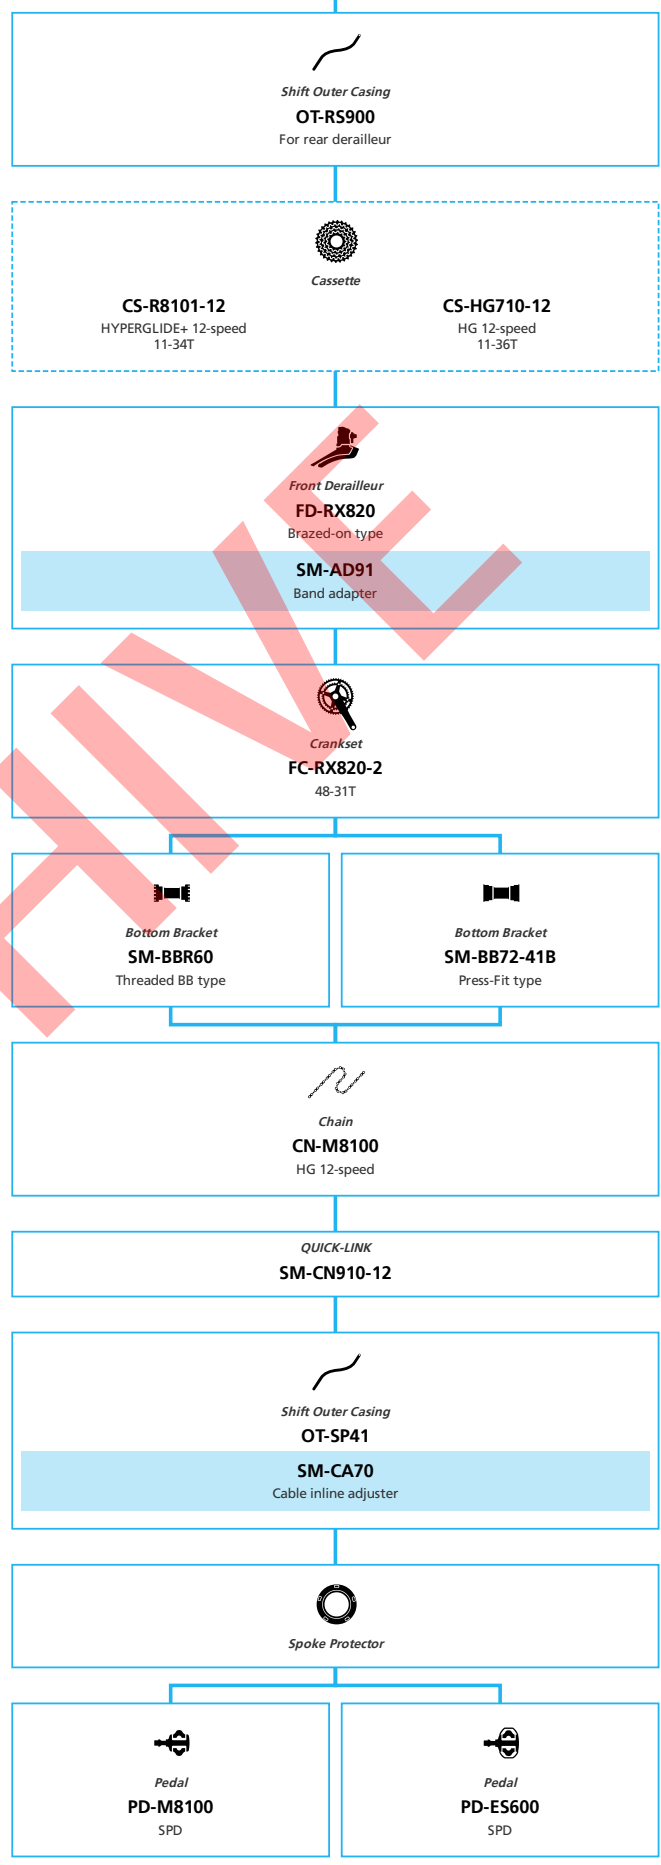 Shift Outer Casing
OT-RS900
For rear derailleur
Cassette
CS-R8101-12
HYPERGLIDE+ 12-speed
11-34T
CS-HG710-12
HG 12-speed
11-36T
Front Derailleur
FD-RX820
Brazed-on type
SM-AD91
Band adapter
Crankset
FC-RX820-2
48-31T
Bottom Bracket
SM-BBR60
Threaded BB type
Bottom Bracket
SM-BB72-41B
Press-Fit type
Chain
CN-M8100
HG 12-speed
QUICK-LINK
SM-CN910-12
Shift Outer Casing
OT-SP41
SM-CA70
Cable inline adjuster
Spoke Protector
Pedal
PD-M8100
SPD
Pedal
PD-ES600
SPD
HIVE